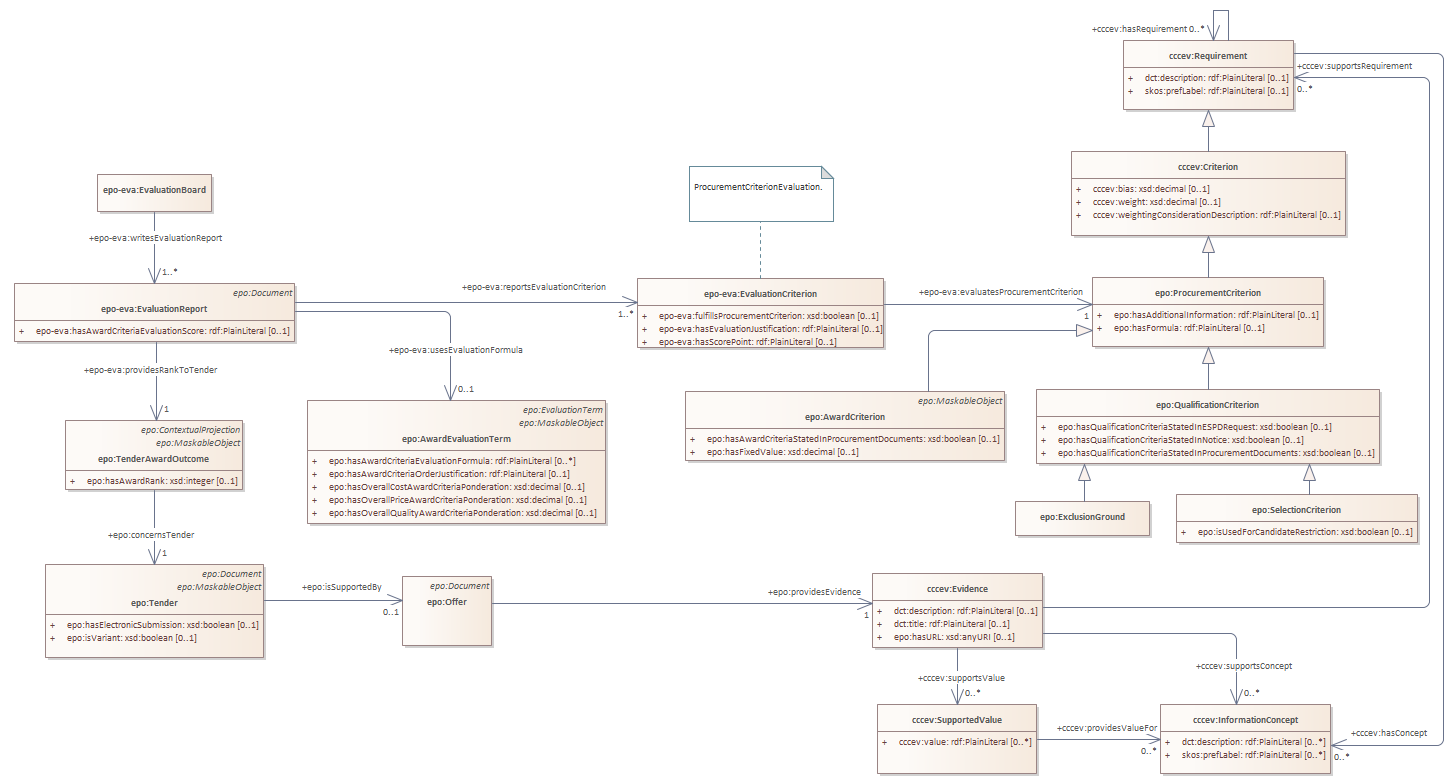 +cccev:hasRequirement 0..*
cccev:Requirement
+ dct:description: rdf:PlainLiteral [0..1]
+ skos:prefLabel: rdf:PlainLiteral [0..1]
+cccev:supportsRequirement
0..*
cccev:Criterion
+ cccev:bias: xsd:decimal [0..1]
+ cccev:weight: xsd:decimal [0..1]
+ cccev:weightingConsiderationDescription: rdf:PlainLiteral [0..1]
ProcurementCriterionEvaluation.
epo-eva:EvaluationBoard
+epo-eva:writesEvaluationReport
1..*
epo:Document
epo-eva:EvaluationReport
+ epo-eva:hasAwardCriteriaEvaluationScore: rdf:PlainLiteral [0..1]
+epo-eva:reportsEvaluationCriterion
1..*
epo-eva:EvaluationCriterion
+ epo-eva:fulfillsProcurementCriterion: xsd:boolean [0..1]
+ epo-eva:hasEvaluationJustification: rdf:PlainLiteral [0..1]
+ epo-eva:hasScorePoint: rdf:PlainLiteral [0..1]
+epo-eva:evaluatesProcurementCriterion
1
epo:ProcurementCriterion
+ epo:hasAdditionalInformation: rdf:PlainLiteral [0..1]
+ epo:hasFormula: rdf:PlainLiteral [0..1]
+epo-eva:usesEvaluationFormula
0..1
+epo-eva:providesRankToTender
1
epo:EvaluationTerm
epo:MaskableObject
epo:AwardEvaluationTerm
+ epo:hasAwardCriteriaEvaluationFormula: rdf:PlainLiteral [0..*]
+ epo:hasAwardCriteriaOrderJustification: rdf:PlainLiteral [0..1]
+ epo:hasOverallCostAwardCriteriaPonderation: xsd:decimal [0..1]
+ epo:hasOverallPriceAwardCriteriaPonderation: xsd:decimal [0..1]
+ epo:hasOverallQualityAwardCriteriaPonderation: xsd:decimal [0..1]
epo:MaskableObject
epo:AwardCriterion
+ epo:hasAwardCriteriaStatedInProcurementDocuments: xsd:boolean [0..1]
+ epo:hasFixedValue: xsd:decimal [0..1]
epo:QualificationCriterion
+ epo:hasQualificationCriteriaStatedInESPDRequest: xsd:boolean [0..1]
+ epo:hasQualificationCriteriaStatedInNotice: xsd:boolean [0..1]
+ epo:hasQualificationCriteriaStatedInProcurementDocuments: xsd:boolean [0..1]
epo:ContextualProjection
epo:MaskableObject
epo:TenderAwardOutcome
+ epo:hasAwardRank: xsd:integer [0..1]
epo:ExclusionGround
epo:SelectionCriterion
+ epo:isUsedForCandidateRestriction: xsd:boolean [0..1]
+epo:concernsTender
1
epo:Document
epo:MaskableObject
epo:Tender
+ epo:hasElectronicSubmission: xsd:boolean [0..1]
+ epo:isVariant: xsd:boolean [0..1]
+epo:isSupportedBy
0..1
epo:Document
epo:Offer
+epo:providesEvidence
1
cccev:Evidence
+ dct:description: rdf:PlainLiteral [0..1]
+ dct:title: rdf:PlainLiteral [0..1]
+ epo:hasURL: xsd:anyURI [0..1]
+cccev:supportsConcept
0..*
+cccev:supportsValue
0..*
cccev:SupportedValue
+ cccev:value: rdf:PlainLiteral [0..*]
+cccev:providesValueFor
0..*
cccev:InformationConcept
+ dct:description: rdf:PlainLiteral [0..*]
+ skos:prefLabel: rdf:PlainLiteral [0..*]
+cccev:hasConcept
0..*